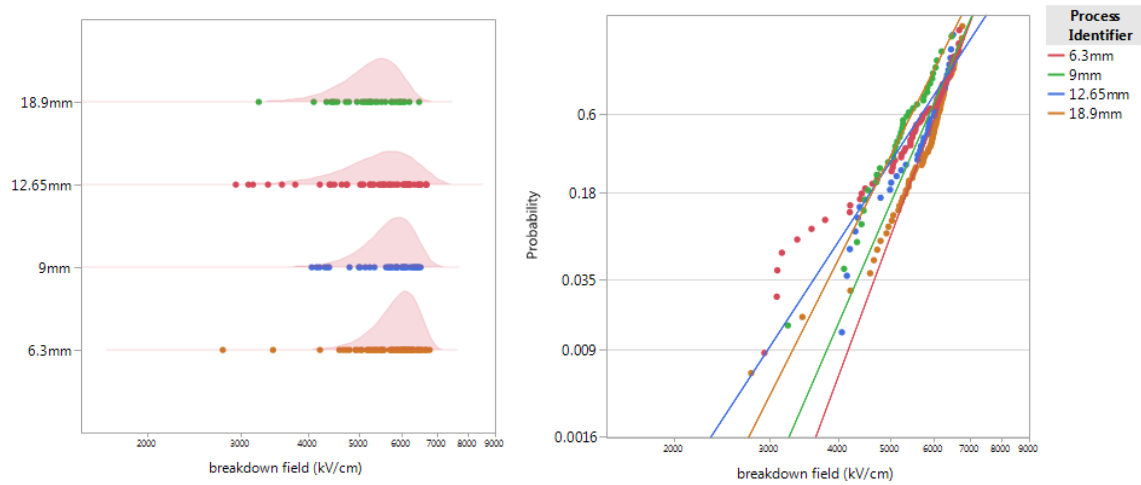 18.9mm
12.65mm
9mm
6.3mm
2000
3000
4000
5000
6000
7000
8000
9000
breakdown field (kV/cm)
Probability
0.6
0.18
0.035
0.009
0.0016
2000
3000
4000
5000
6000
7000
8000
9000
breakdown field (kV/cm)
Process
Identifier
6.3mm
9mm
12.65mm
18.9mm